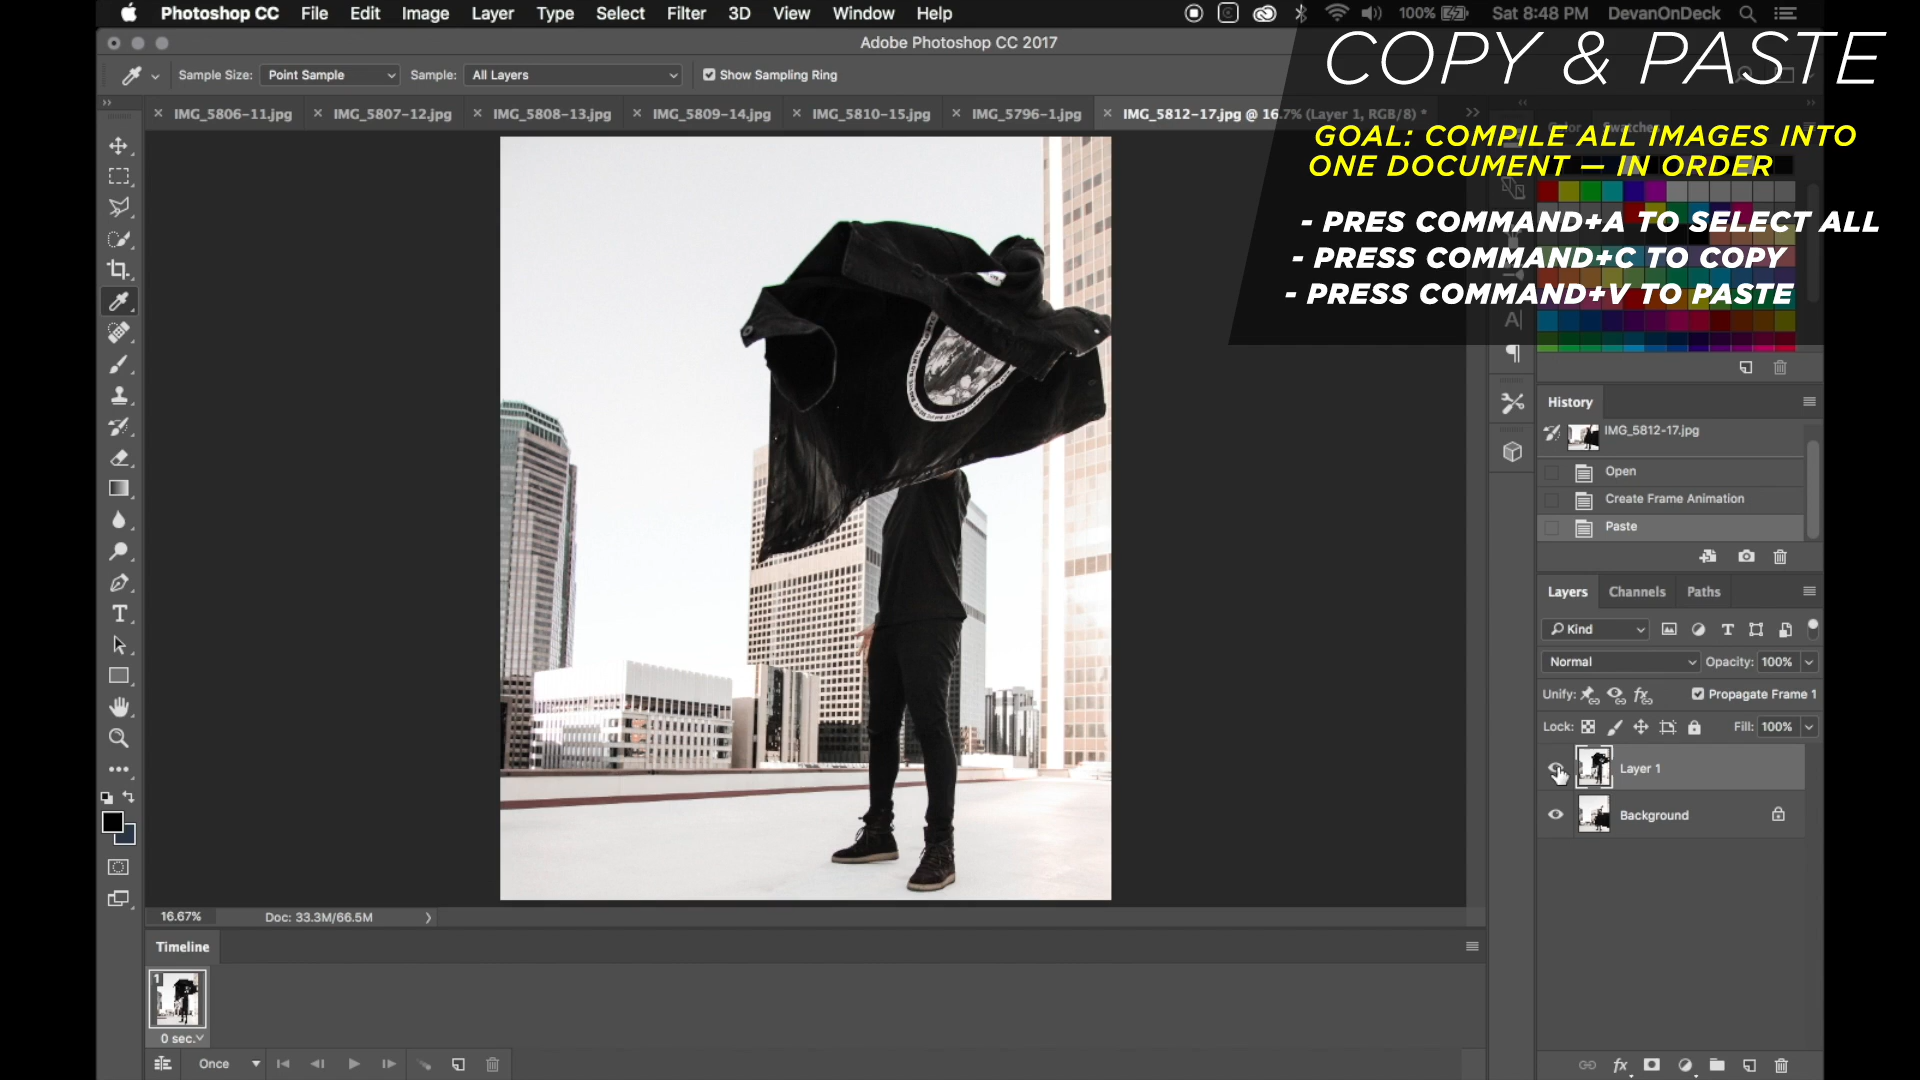 Photoshop CC File Edit Image Layer Type Select Filter 3D View Window Help 100% Sat 8:48 PM DevanOnDeck
Adobe Photoshop CC 2017
COPY & PASTE
Sample Size: Point Sample Sample: All Layers Show Sampling Ring
IMG_5806-11.jpg IMG_5807-12.jpg IMG_5808-13.jpg IMG_5809-14.jpg IMG_5810-15.jpg IMG_5796-1.jpg IMG_5812-17.jpg @ 16.7% (Layer 1, RGB/8) *
Color Swatches
GOAL: COMPILE ALL IMAGES INTO
ONE DOCUMENT — IN ORDER
- PRES COMMAND+A TO SELECT ALL
- PRESS COMMAND+C TO COPY
- PRESS COMMAND+V TO PASTE
History
IMG_5812-17.jpg
Open
Create Frame Animation
Paste
Layers Channels Paths
Kind
Normal Opacity: 100%
Unify: Propagate Frame 1
Lock: Fill: 100%
Layer 1
Background
16.67% Doc: 33.3M/66.5M
Timeline
1
0 sec.
Once